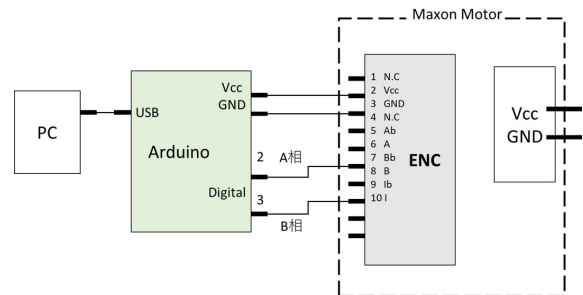 Maxon Motor
PC
USB
Arduino
Vcc
GND
2
Digital
3
A相
B相
1 N.C
2 Vcc
3 GND
4 N.C
5 Ab
6 A
7 Bb
8 B
9 Ib
10 I
ENC
Vcc
GND